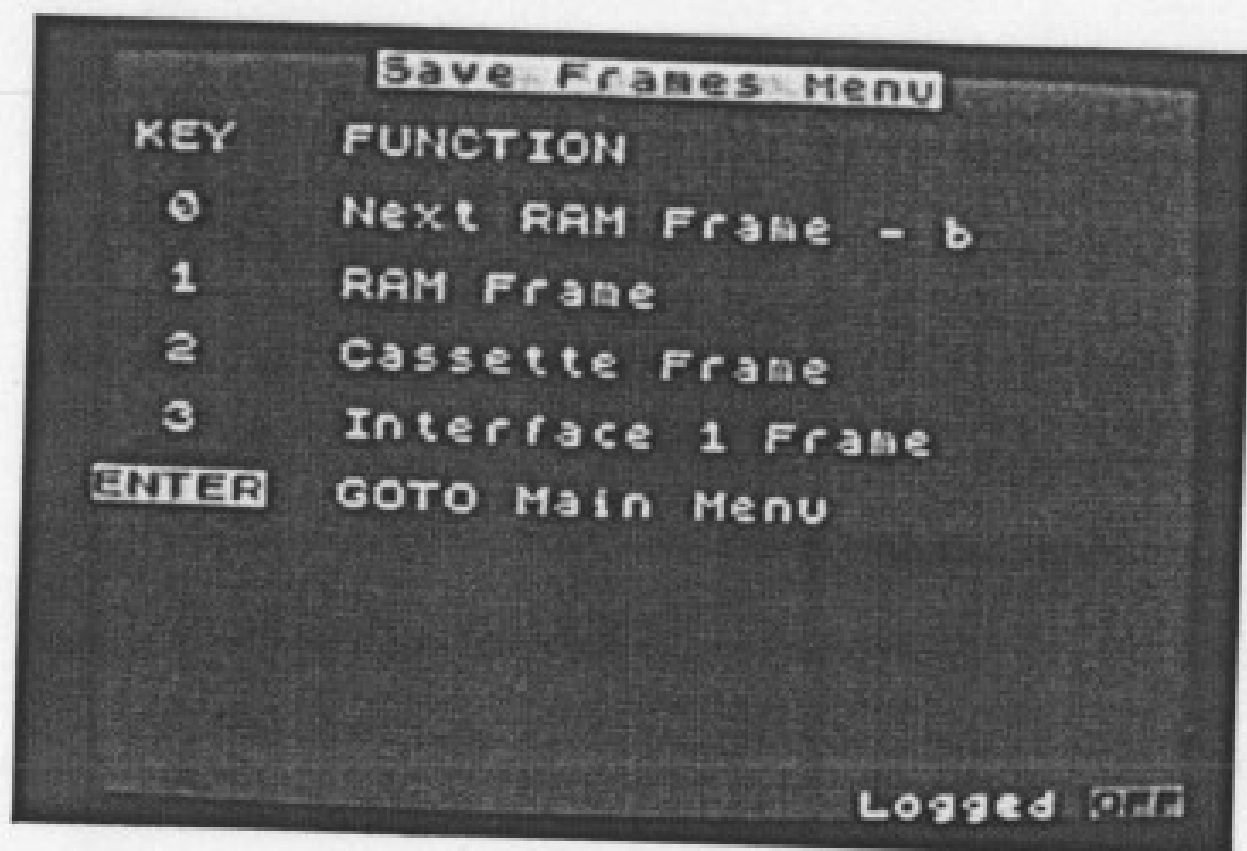 Save Frames Menu
KEY FUNCTION
0 Next RAM Frame - b
1 RAM Frame
2 Cassette Frame
3 Interface 1 Frame
ENTER GOTO Main Menu
Logged Off